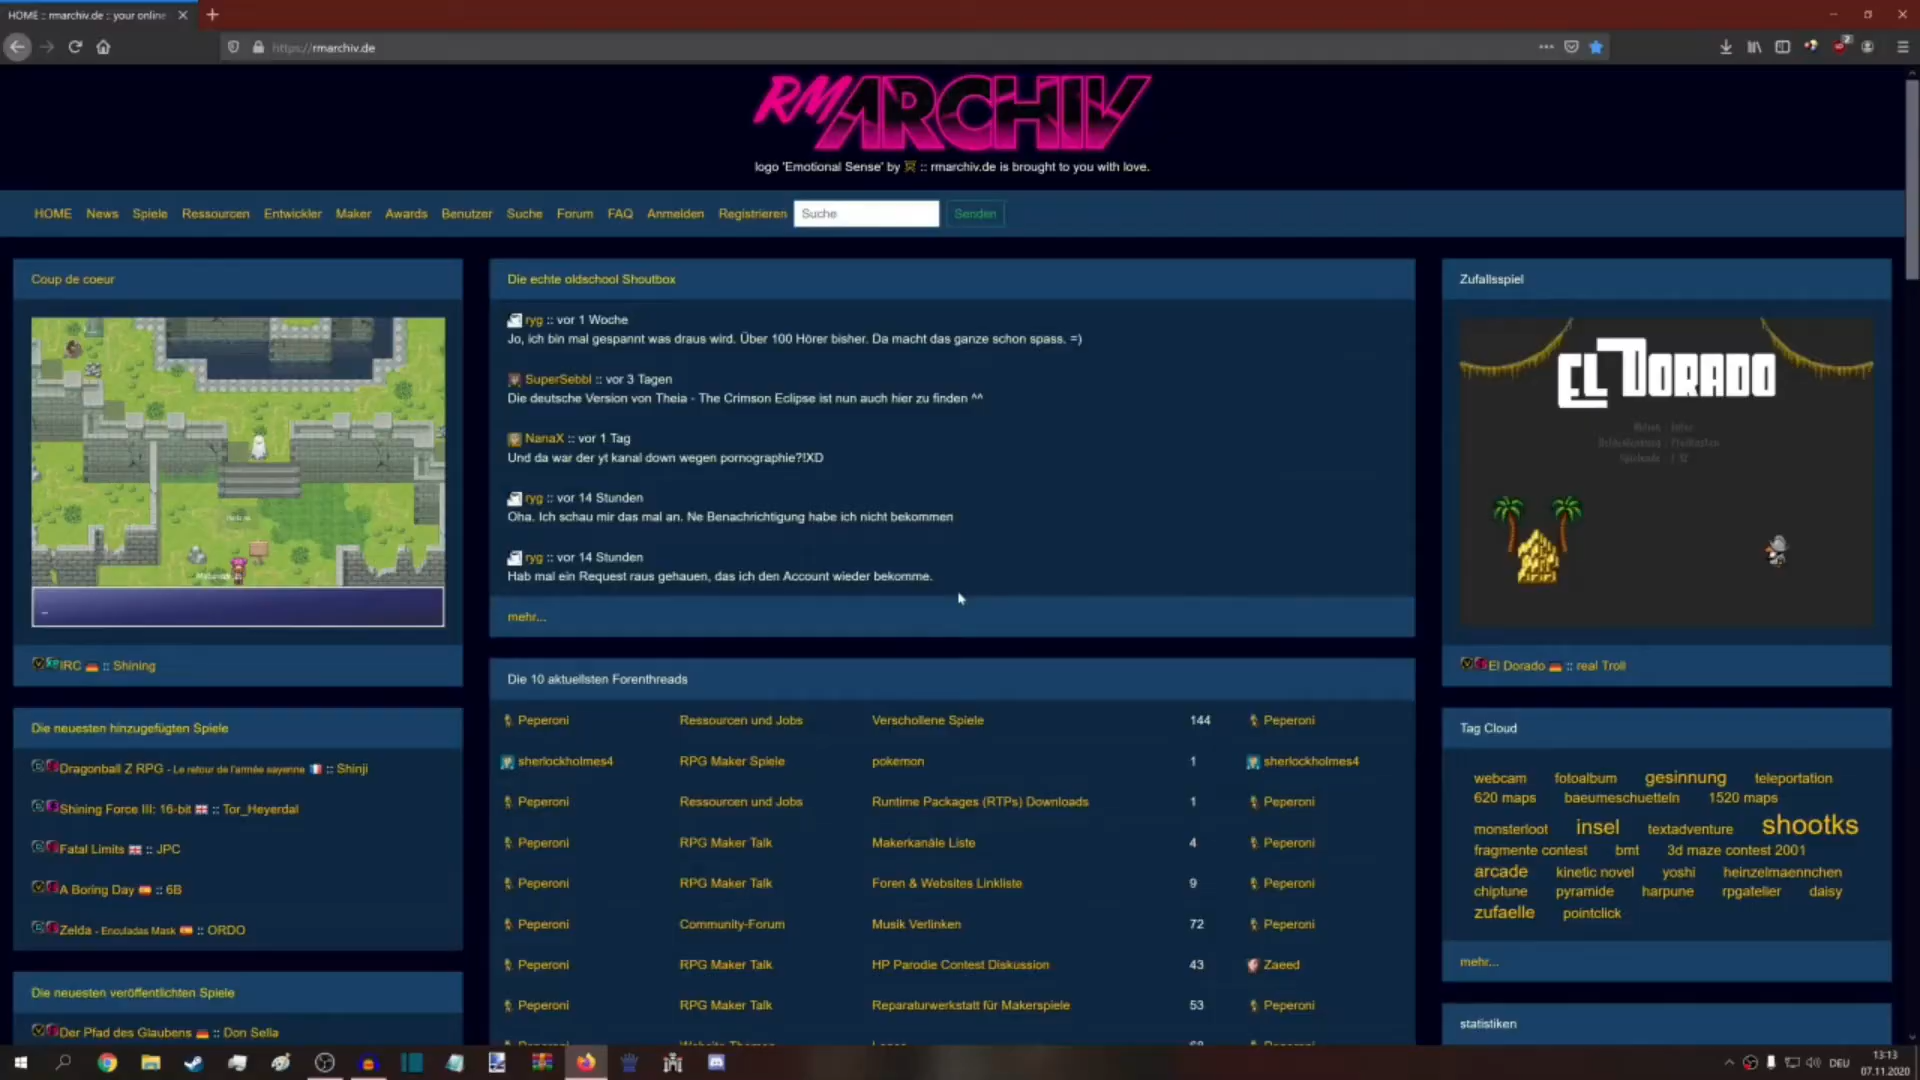 HOME :: rmarchiv.de :: your online
https://rmarchiv.de
2
RMARCHIV
logo 'Emotional Sense' by :: rmarchiv.de is brought to you with love.
HOME News Spiele Ressourcen Entwickler Maker Awards Benutzer Suche Forum FAQ Anmelden Registrieren Suche Senden
Coup de coeur
IRC :: Shining
Die neuesten hinzugefügten Spiele
Dragonball Z RPG - Le retour de l'armée sayenne :: Shinji
Shining Force III: 16-bit :: Tor_Heyerdal
Fatal Limits :: JPC
A Boring Day :: 6B
Zelda - Enculadas Mask :: ORDO
Die neuesten veröffentlichten Spiele
Der Pfad des Glaubens :: Don Sella
Die echte oldschool Shoutbox
ryg :: vor 1 Woche
Jo, ich bin mal gespannt was draus wird. Über 100 Hörer bisher. Da macht das ganze schon spass. =)
SuperSebbl :: vor 3 Tagen
Die deutsche Version von Theia - The Crimson Eclipse ist nun auch hier zu finden ^^
NanaX :: vor 1 Tag
Und da war der yt kanal down wegen pornographie?!XD
ryg :: vor 14 Stunden
Oha. Ich schau mir das mal an. Ne Benachrichtigung habe ich nicht bekommen
ryg :: vor 14 Stunden
Hab mal ein Request raus gehauen, das ich den Account wieder bekomme.
mehr...
Die 10 aktuellsten Forenthreads
Peperoni Ressourcen und Jobs Verschollene Spiele 144 Peperoni
sherlockholmes4 RPG Maker Spiele pokemon 1 sherlockholmes4
Peperoni Ressourcen und Jobs Runtime Packages (RTPs) Downloads 1 Peperoni
Peperoni RPG Maker Talk Makerkanäle Liste 4 Peperoni
Peperoni RPG Maker Talk Foren & Websites Linkliste 9 Peperoni
Peperoni Community-Forum Musik Verlinken 72 Peperoni
Peperoni RPG Maker Talk HP Parodie Contest Diskussion 43 Zaeed
Peperoni RPG Maker Talk Reparaturwerkstatt für Makerspiele 53 Peperoni
Zufallsspiel
EL DORADO
El Dorado :: real Troll
Tag Cloud
webcam fotoalbum gesinnung teleportation
620 maps baeumeschuetteln 1520 maps
monsterloot insel textadventure shootks
fragmente contest bmt 3d maze contest 2001
arcade kinetic novel yoshi heinzelmaennchen
chiptune pyramide harpune rpgatelier daisy
zufaelle pointclick
mehr...
statistiken
DEU
13:13
07.11.2020